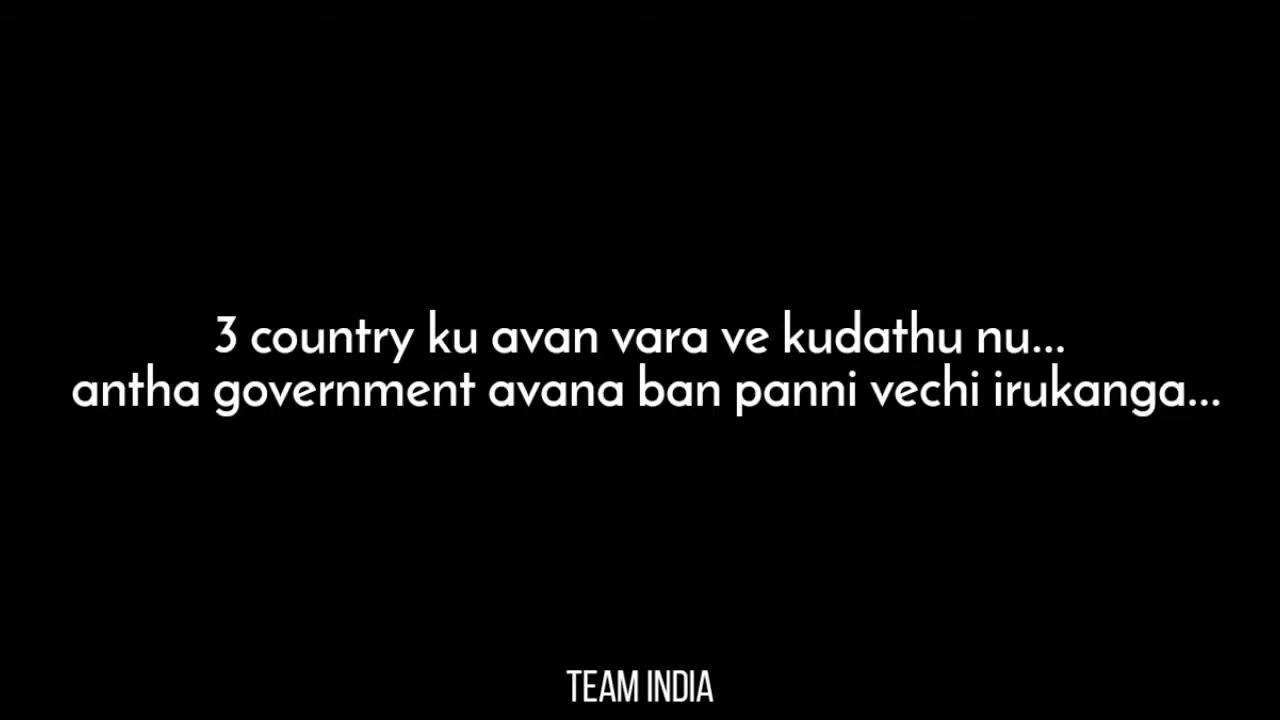 3 country ku avan vara ve kudathu nu...
antha government avana ban panni vechi irukanga...
TEAM INDIA